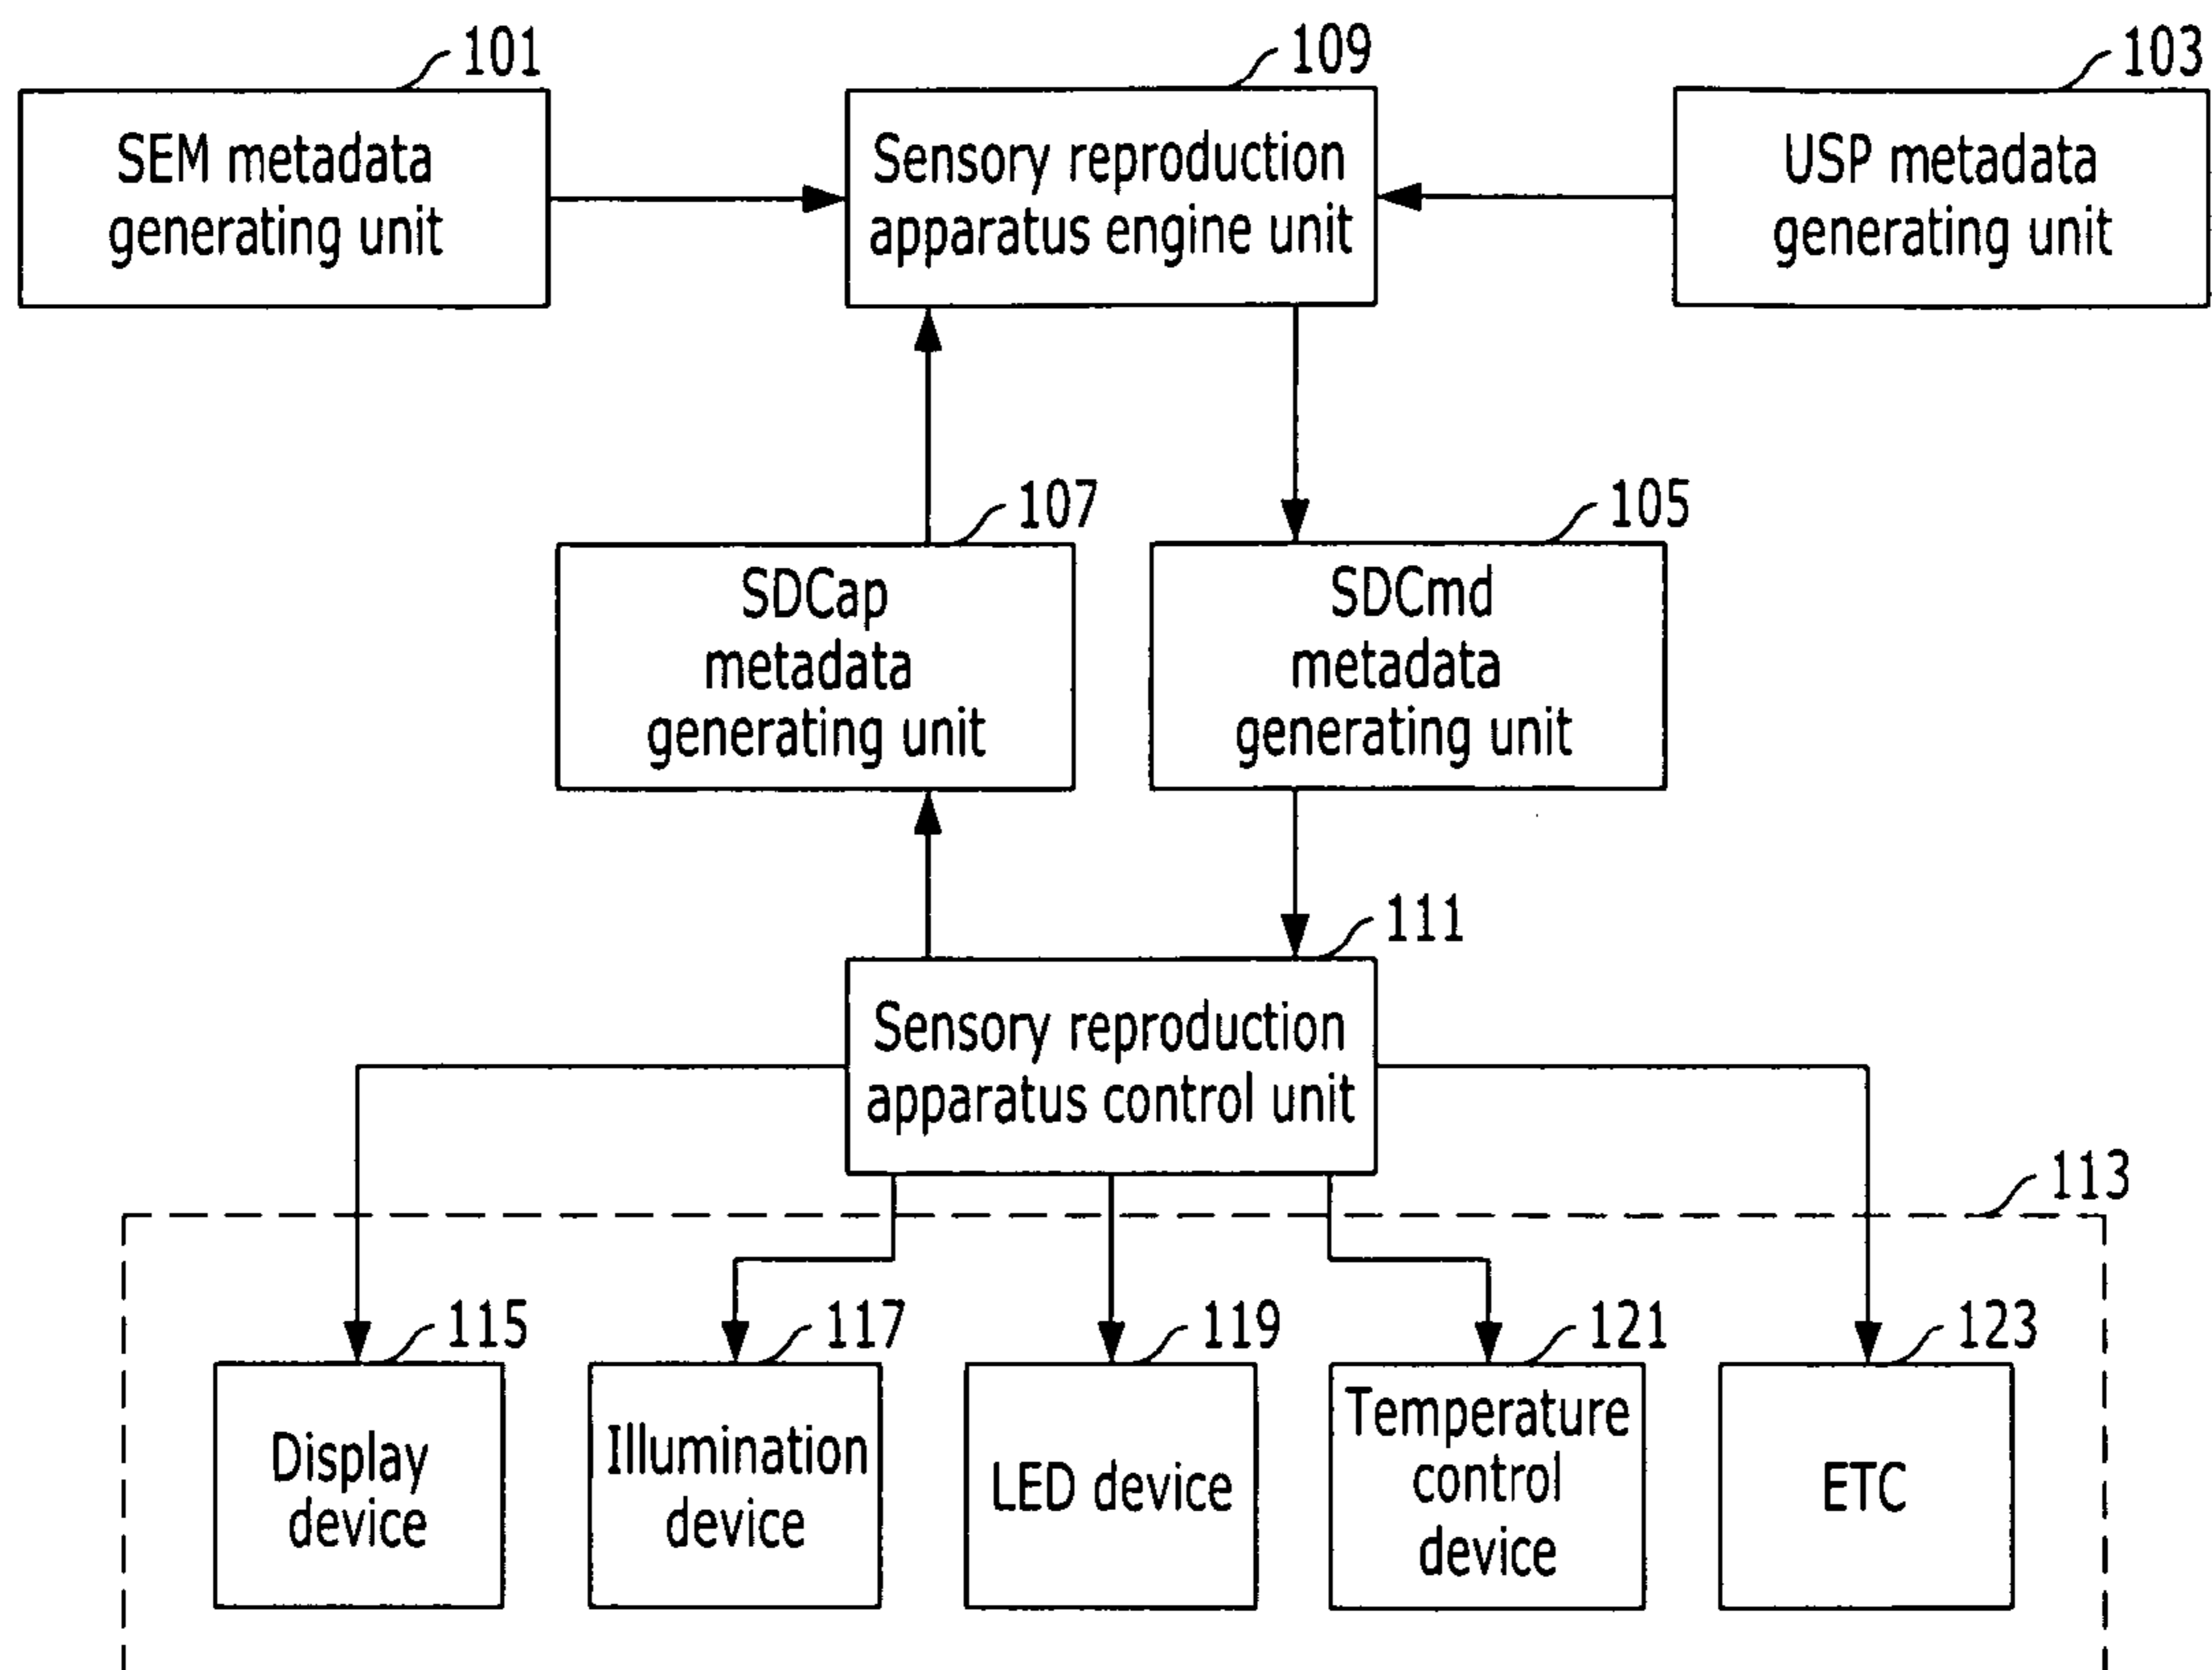 101
109
103
SEM metadata
generating unit
Sensory reproduction
apparatus engine unit
USP metadata
generating unit
107
105
SDCap
metadata
generating unit
SDCmd
metadata
generating unit
111
Sensory reproduction
apparatus control unit
113
115
117
119
121
123
Display
device
Illumination
device
LED device
Temperature
control
device
ETC